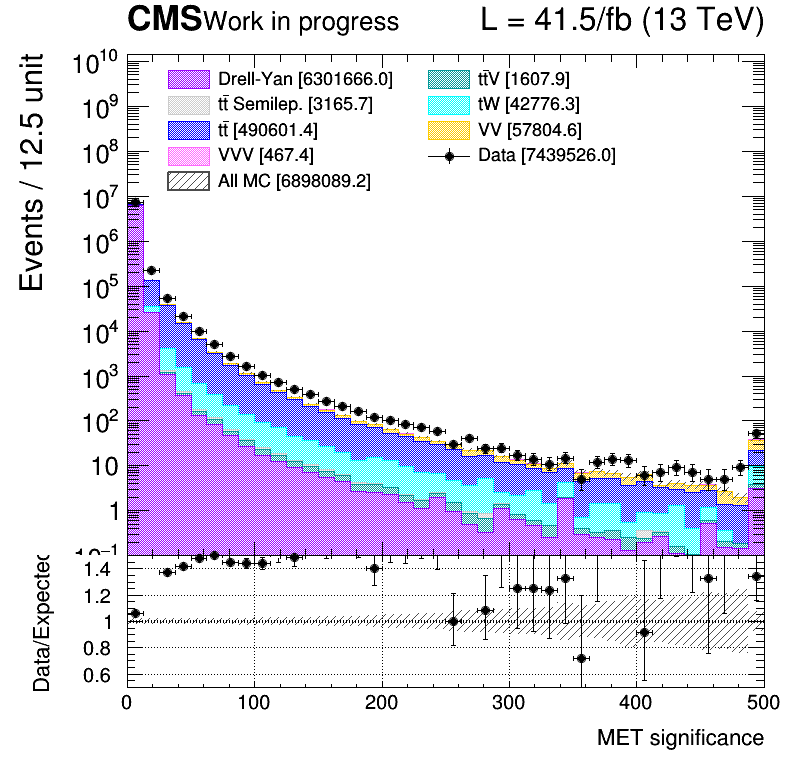 CMS Work in progress L = 41.5/fb (13 TeV)
Events / 12.5 unit
10^10
10^9
10^8
10^7
10^6
10^5
10^4
10^3
10^2
10
1
10^−1
Drell-Yan [6301666.0]
tt̄ Semilep. [3165.7]
tt̄ [490601.4]
VVV [467.4]
All MC [6898089.2]
tt̄V [1607.9]
tW [42776.3]
VV [57804.6]
Data [7439526.0]
Data/Expected
1.4
1.2
1
0.8
0.6
0 100 200 300 400 500
MET significance